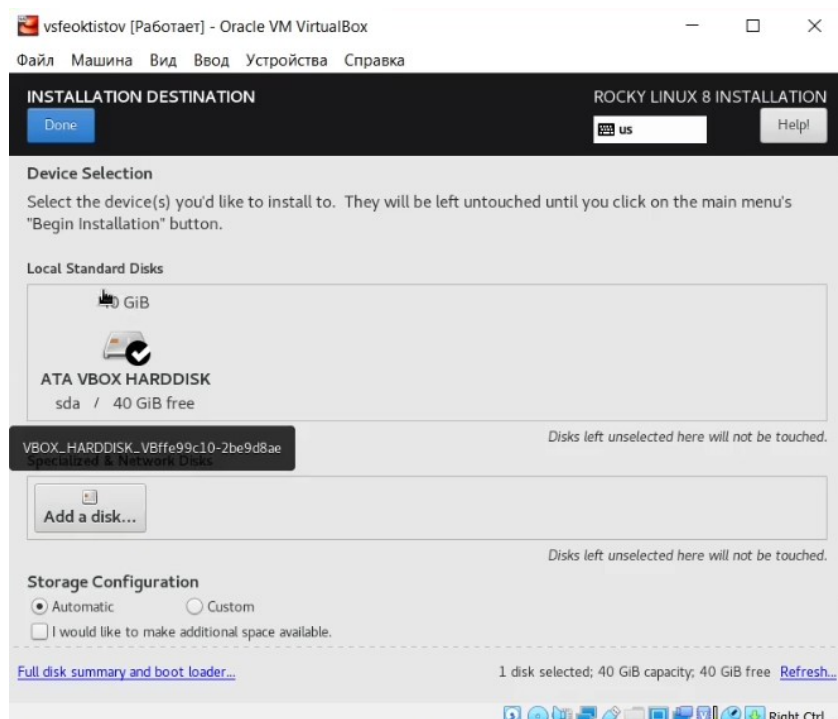 vsfeoktistov [Работает] - Oracle VM VirtualBox
Файл Машина Вид Ввод Устройства Справка
INSTALLATION DESTINATION
ROCKY LINUX 8 INSTALLATION
Done
us
Help!
Device Selection
Select the device(s) you'd like to install to. They will be left untouched until you click on the main menu's
"Begin Installation" button.
Local Standard Disks
GiB
ATA VBOX HARDDISK
sda / 40 GiB free
Disks left unselected here will not be touched.
VBOX_HARDDISK_VBffe99c10-2be9d8ae
Specialized & Network Disks
Add a disk...
Disks left unselected here will not be touched.
Storage Configuration
Automatic Custom
I would like to make additional space available.
Full disk summary and boot loader...
1 disk selected; 40 GiB capacity; 40 GiB free Refresh...
Right Ctrl